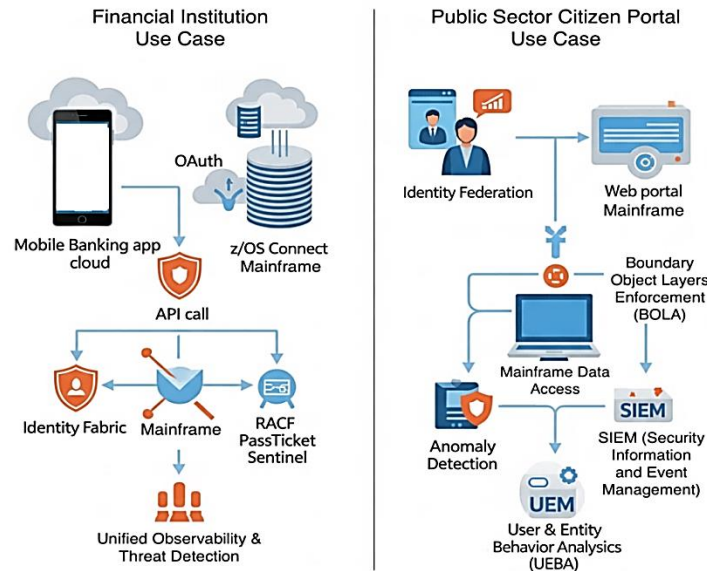 Financial Institution
Use Case
OAuth
Mobile Banking app
cloud
z/OS Connect
Mainframe
API call
Identity Fabric
Mainframe
RACF
PassTicket
Sentinel
Unified Observability &
Threat Detection
Public Sector Citizen Portal
Use Case
Identity Federation
Web portal
Mainframe
¥
Boundary
Object Layers
Enforcement
(BOLA)
Mainframe Data
Access
Anomaly
Detection
SIEM
SIEM (Security
Information
and Event
Management)
UEM
User & Entity
Behavior Analytics
(UEBA)